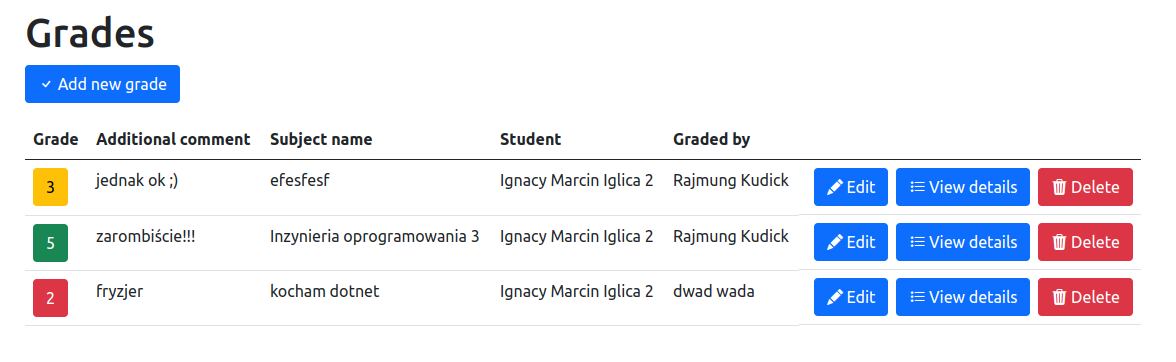 Grades
Add new grade
Grade Additional comment Subject name Student Graded by
3 jednak ok ;) efesfesf Ignacy Marcin Iglica 2 Rajmung Kudick Edit View details Delete
5 zarombiście!!! Inzynieria oprogramowania 3 Ignacy Marcin Iglica 2 Rajmung Kudick Edit View details Delete
2 fryzjer kocham dotnet Ignacy Marcin Iglica 2 dwad wada Edit View details Delete